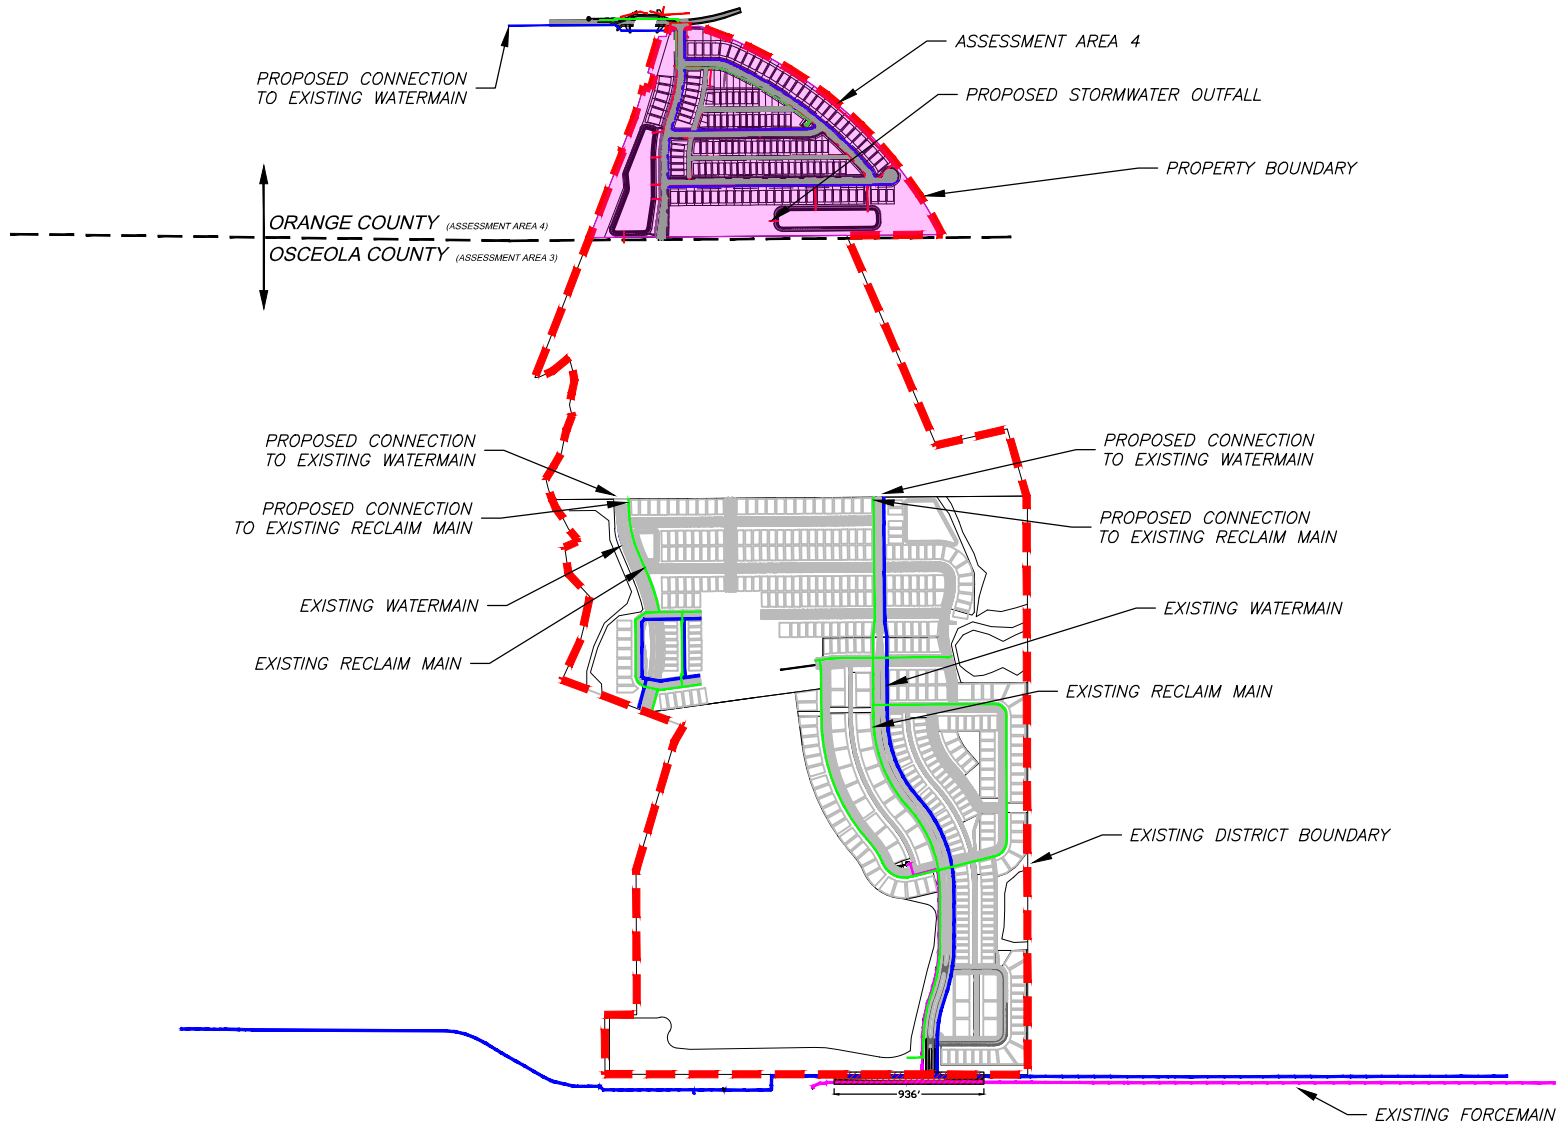 ASSESSMENT AREA 4
PROPOSED CONNECTION
TO EXISTING WATERMAIN
PROPOSED STORMWATER OUTFALL
PROPERTY BOUNDARY
ORANGE COUNTY (ASSESSMENT AREA 4)
OSCEOLA COUNTY (ASSESSMENT AREA 3)
PROPOSED CONNECTION
TO EXISTING WATERMAIN
PROPOSED CONNECTION
TO EXISTING WATERMAIN
PROPOSED CONNECTION
TO EXISTING RECLAIM MAIN
PROPOSED CONNECTION
TO EXISTING RECLAIM MAIN
EXISTING WATERMAIN
EXISTING WATERMAIN
EXISTING RECLAIM MAIN
EXISTING RECLAIM MAIN
EXISTING DISTRICT BOUNDARY
936'
EXISTING FORCEMAIN